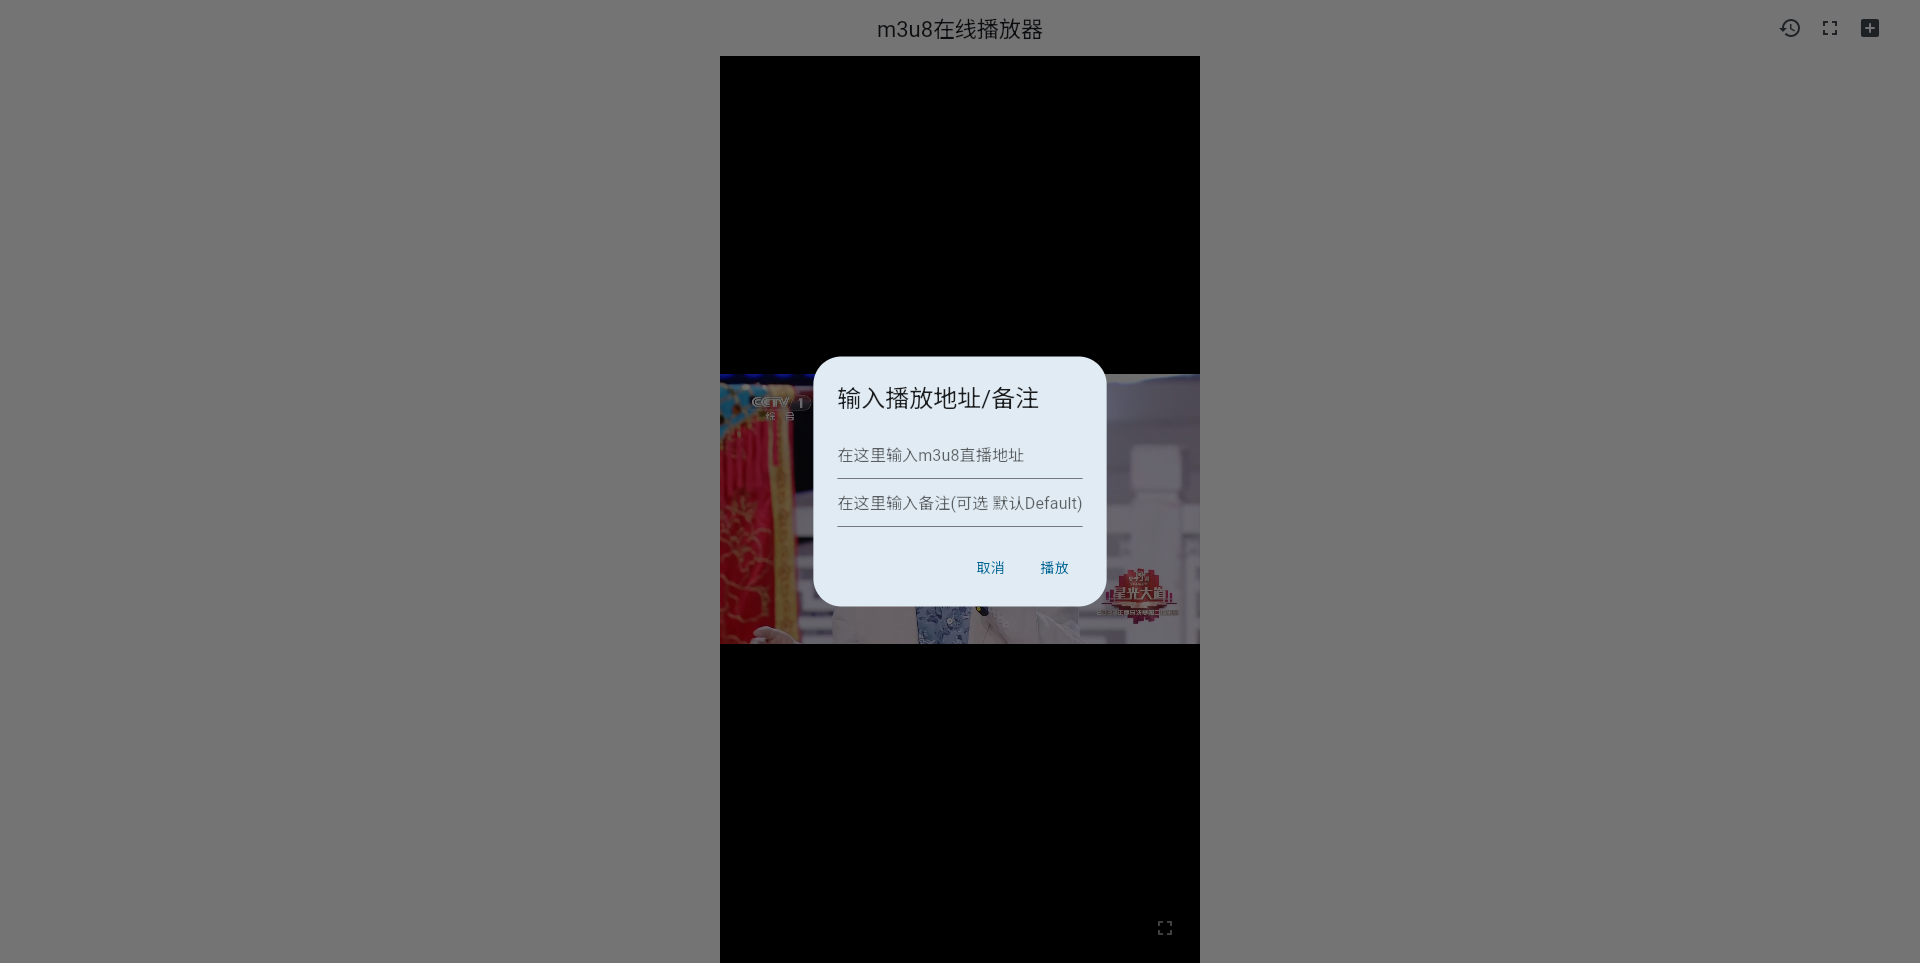 m3u8在线播放器
CCTV 1
综合
输入播放地址/备注
在这里输入m3u8直播地址
在这里输入备注(可选 默认Default)
取消
播放
星光大道